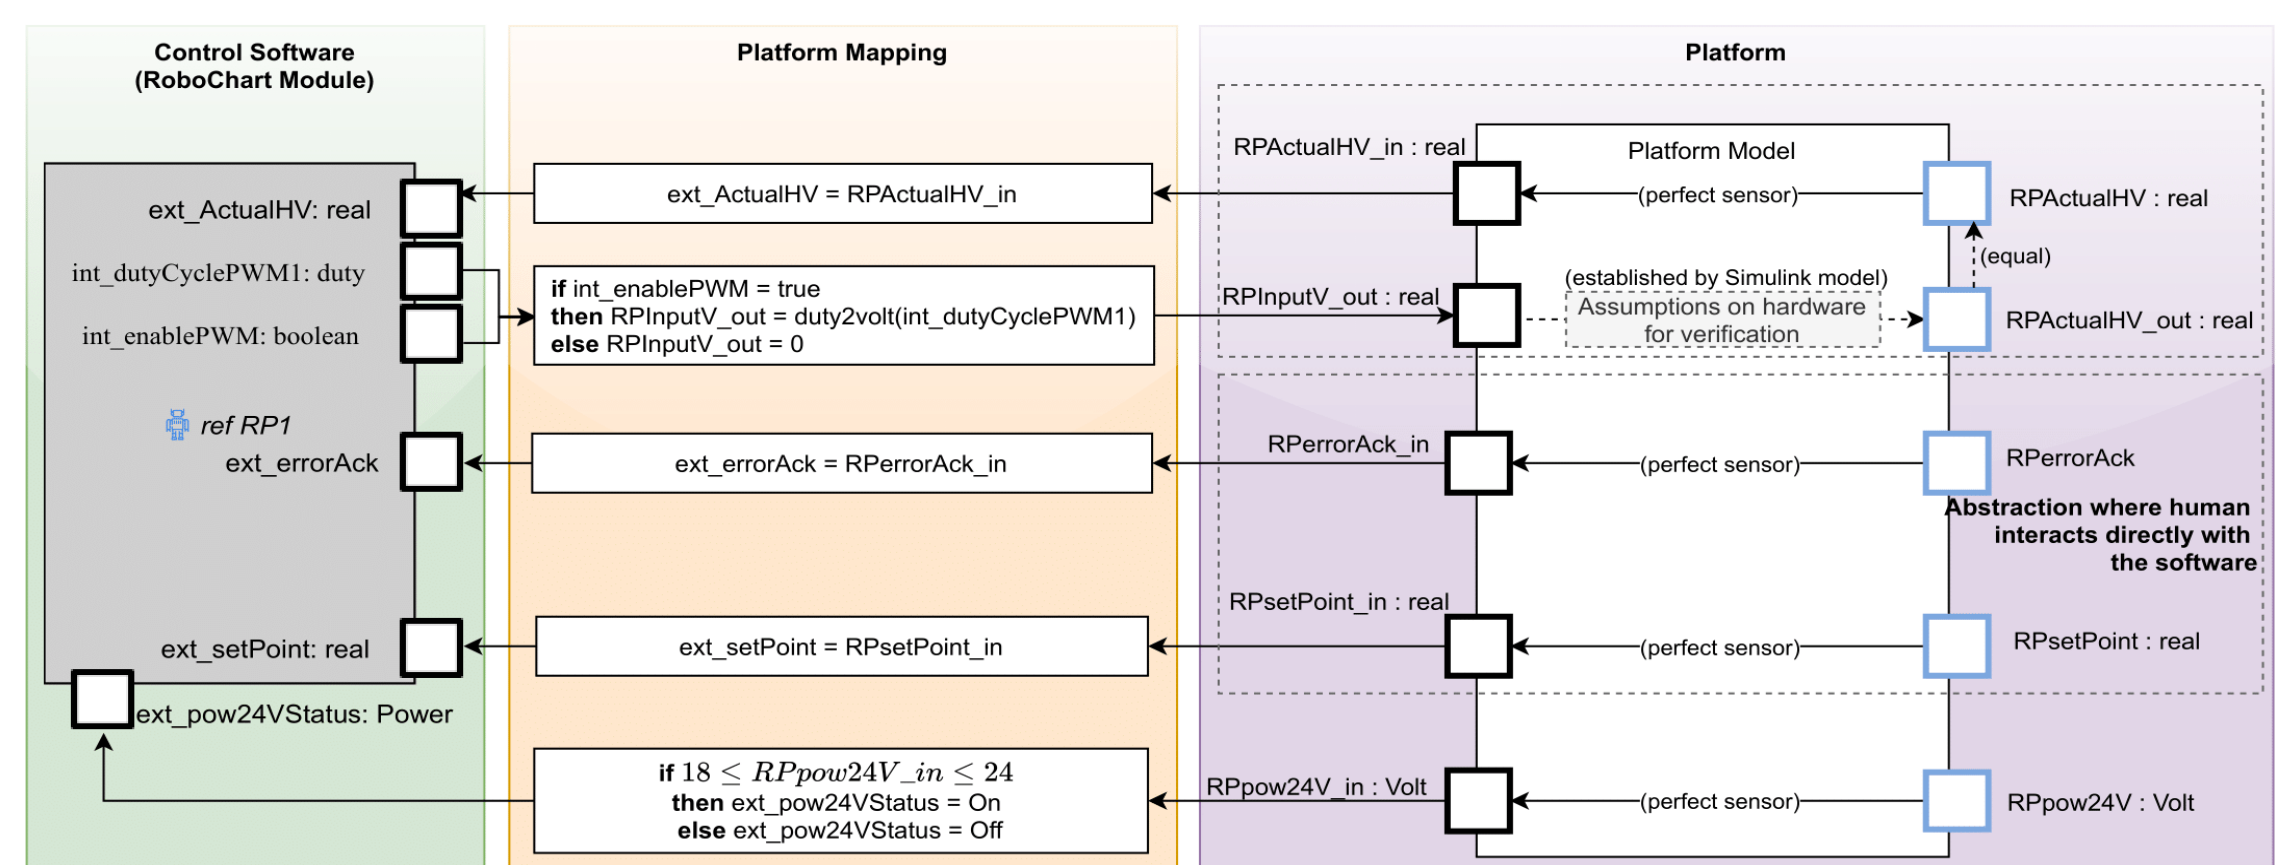 Control Software
(RoboChart Module)
ext_ActualHV: real
int_dutyCyclePWM1: duty
int_enablePWM: boolean
ref RP1
ext_errorAck
ext_setPoint: real
ext_pow24VStatus: Power
Platform Mapping
ext_ActualHV = RPActualHV_in
if int_enablePWM = true
then RPInputV_out = duty2volt(int_dutyCyclePWM1)
else RPInputV_out = 0
ext_errorAck = RPerrorAck_in
ext_setPoint = RPsetPoint_in
if 18 ≤ RPpow24V_in ≤ 24
then ext_pow24VStatus = On
else ext_pow24VStatus = Off
Platform
RPActualHV_in : real
Platform Model
(perfect sensor)
RPActualHV : real
(equal)
RPInputV_out : real
(established by Simulink model)
Assumptions on hardware
for verification
RPActualHV_out : real
RPerrorAck_in
(perfect sensor)
RPerrorAck
Abstraction where human
interacts directly with
the software
RPsetPoint_in : real
(perfect sensor)
RPsetPoint : real
RPpow24V_in : Volt
(perfect sensor)
RPpow24V : Volt